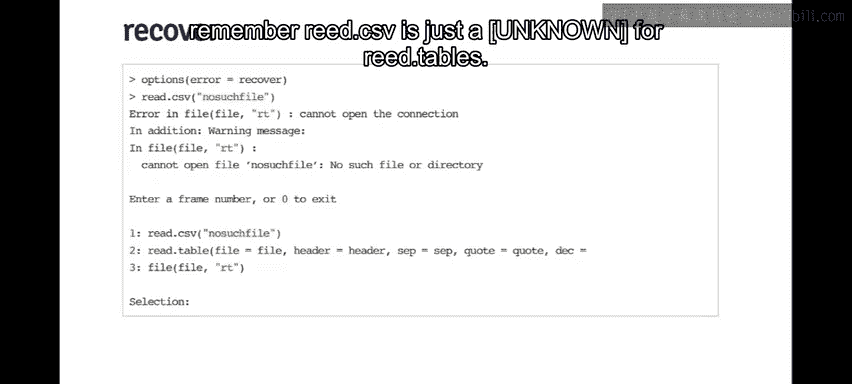 recover
remember reed.csv is just a [UNKNOWN] for
reed.tables.
> options(error = recover)
> read.csv("nosuchfile")
Error in file(file, "rt") : cannot open the connection
In addition: Warning message:
In file(file, "rt") :
cannot open file ’nosuchfile’: No such file or directory
Enter a frame number, or 0 to exit
1: read.csv("nosuchfile")
2: read.table(file = file, header = header, sep = sep, quote = quote, dec =
3: file(file, "rt")
Selection:
bili.com